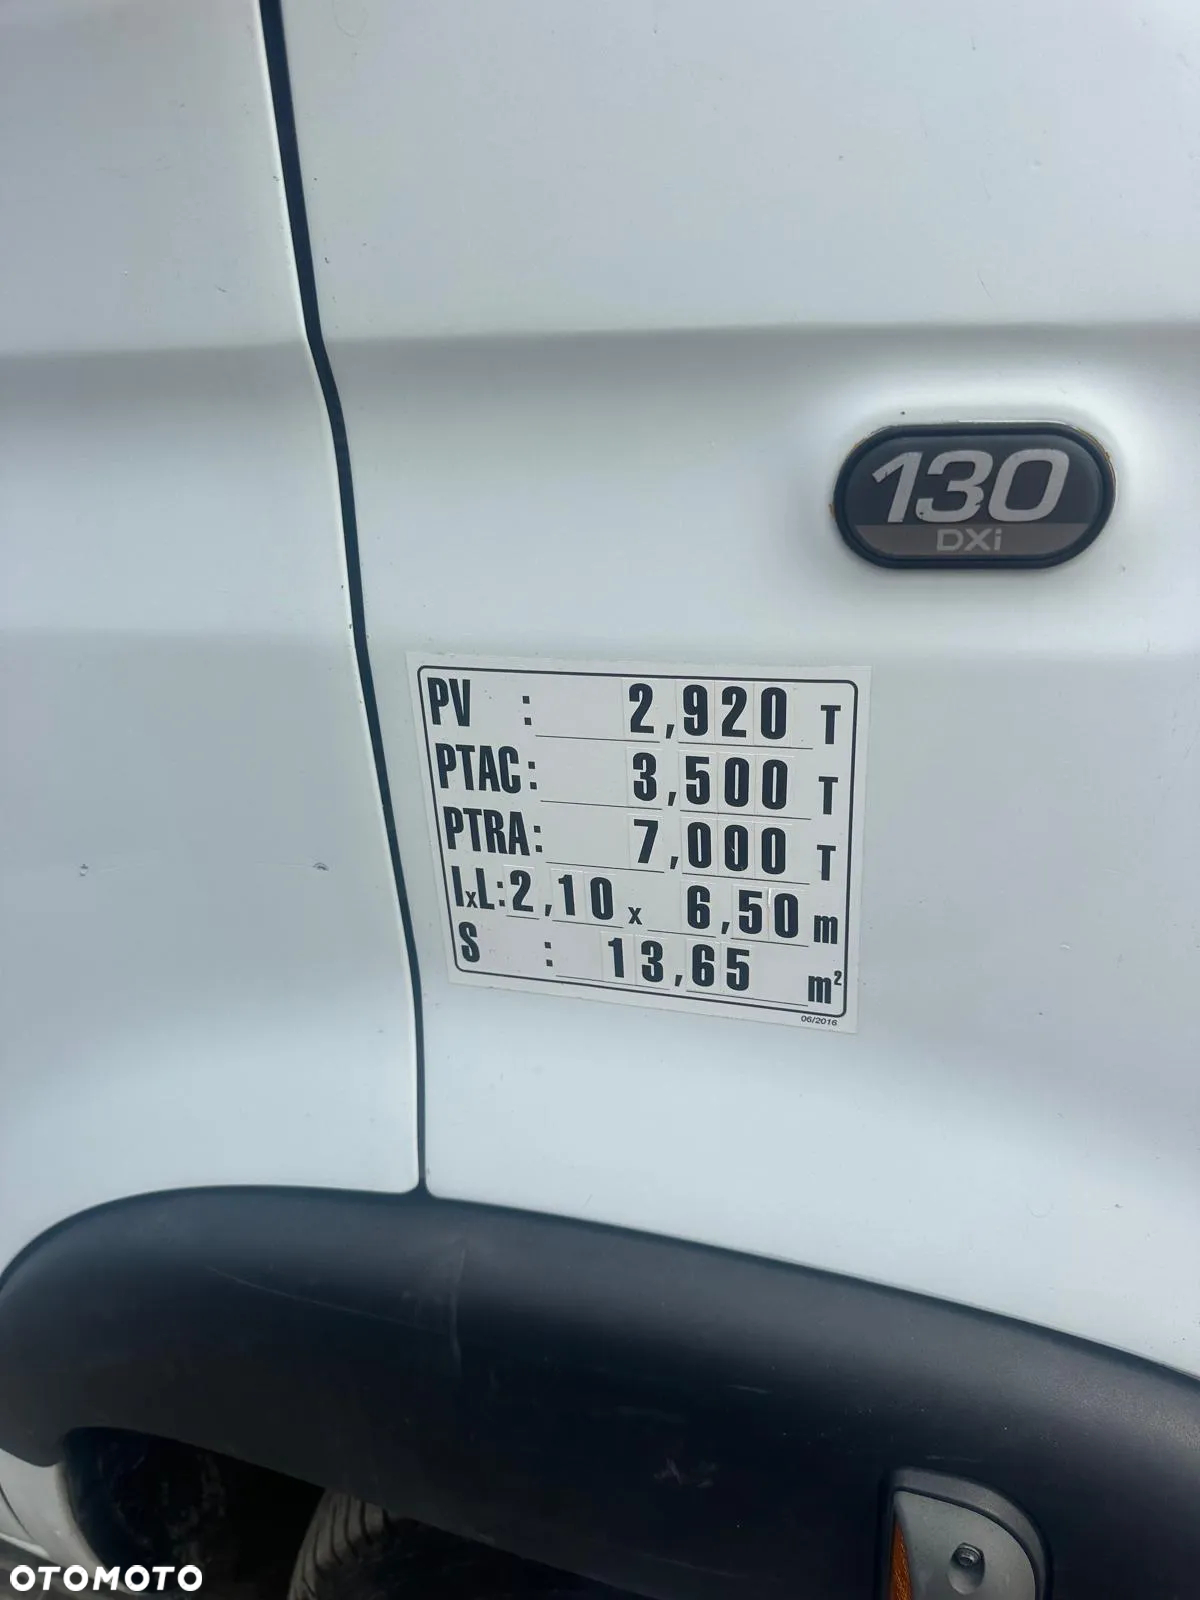 130
DXi
PV : 2,920 T
PTAC: 3,500 T
PTRA: 7,000 T
IxL: 2,10 x 6,50 m
S : 13,65 m²
06/2016
OTOMOTO